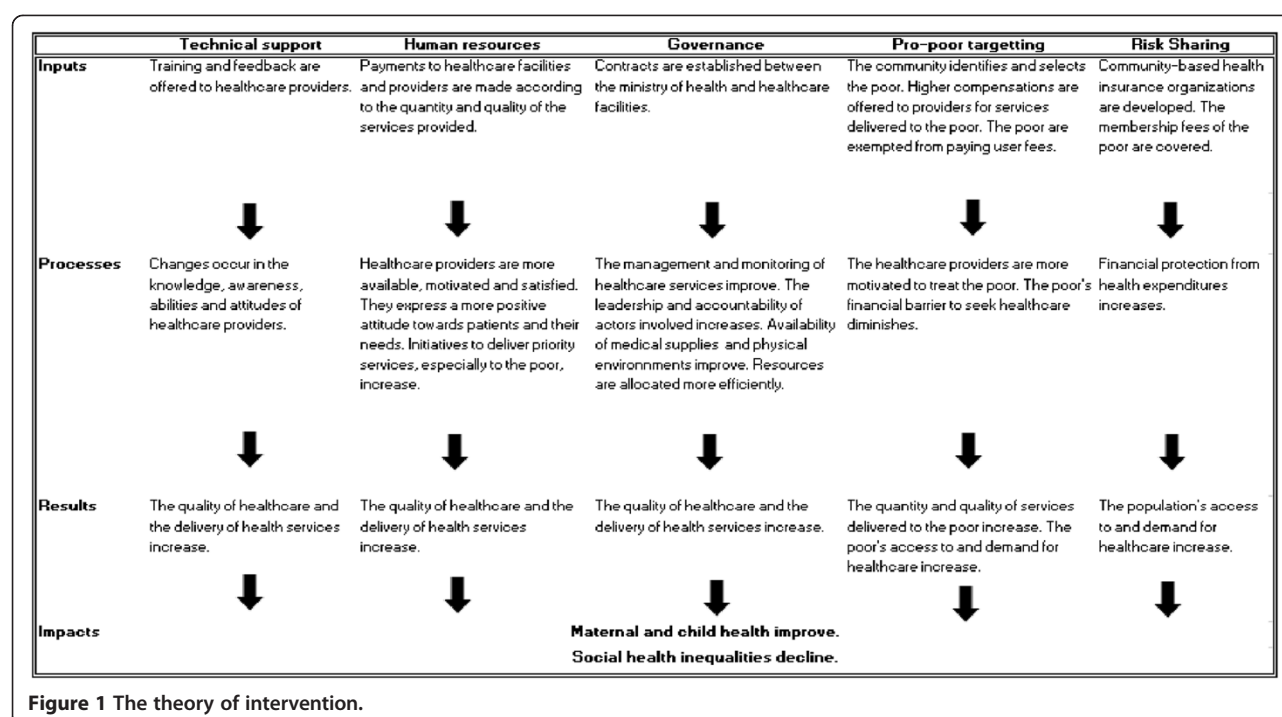 Technical support
Human resources
Governance
Pro-poor targetting
Risk Sharing
Inputs
Training and feedback are
offered to healthcare providers.
Payments to healthcare facilities
and providers are made according
to the quantity and quality of the
services provided.
Contracts are established between
the ministry of health and healthcare
facilities.
The community identifies and selects
the poor. Higher compensations are
offered to providers for services
delivered to the poor. The poor are
exempted from paying user fees.
Community-based health
insurance organizations
are developed. The
membership fees of the
poor are covered.
Processes
Changes occur in the
knowledge, awareness,
abilities and attitudes of
healthcare providers.
Healthcare providers are more
available, motivated and satisfied.
They express a more positive
attitude towards patients and their
needs. Initiatives to deliver priority
services, especially to the poor,
increase.
The management and monitoring of
healthcare services improve. The
leadership and accountability of
actors involved increases. Availability
of medical supplies and physical
environnments improve. Resources
are allocated more efficiently.
The healthcare providers are more
motivated to treat the poor. The poor's
financial barrier to seek healthcare
diminishes.
Financial protection from
health expenditures
increases.
Results
The quality of healthcare and
the delivery of health services
increase.
The quality of healthcare and the
delivery of health services
increase.
The quality of healthcare and the
delivery of health services increase.
The quantity and quality of services
delivered to the poor increase. The
poor's access to and demand for
healthcare increase.
The population's access
to and demand for
healthcare increase.
Impacts
Maternal and child health improve.
Social health inequalities decline.
Figure 1 The theory of intervention.